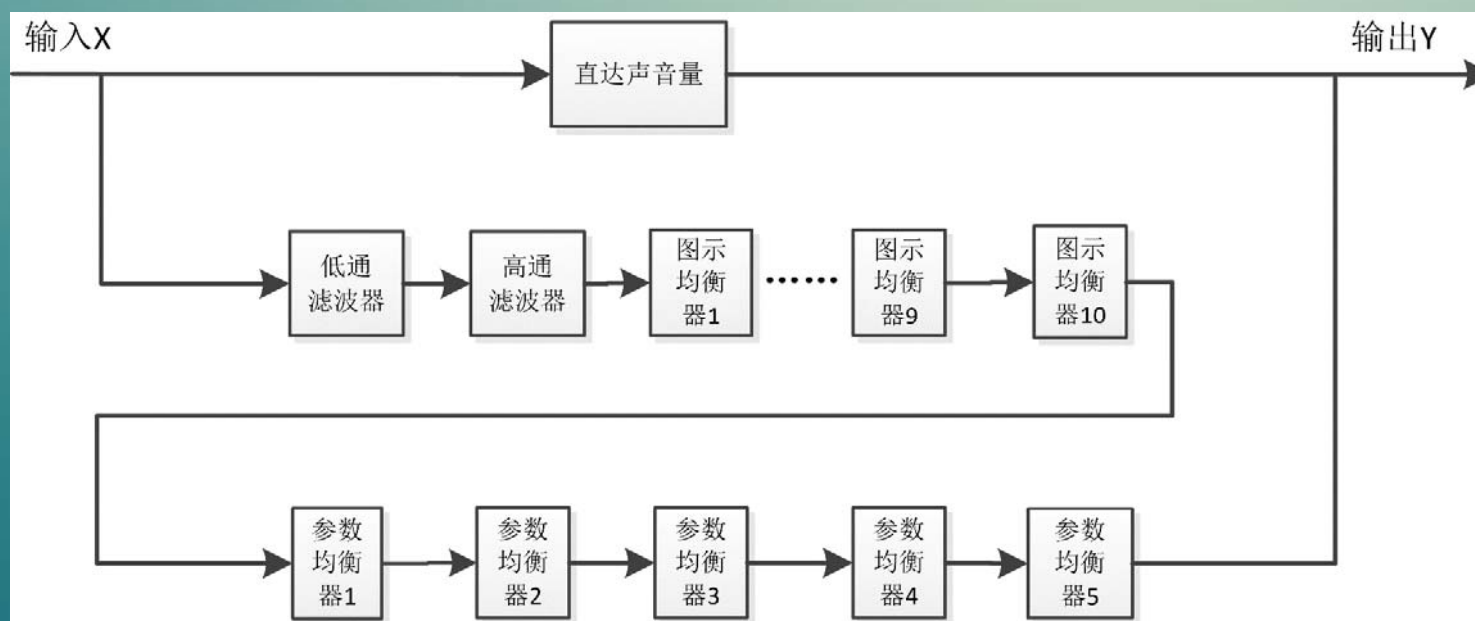 输入X
直达声音量
输出Y
低通
滤波器
高通
滤波器
图示
均衡
器1
......
图示
均衡
器9
图示
均衡
器10
参数
均衡
器1
参数
均衡
器2
参数
均衡
器3
参数
均衡
器4
参数
均衡
器5